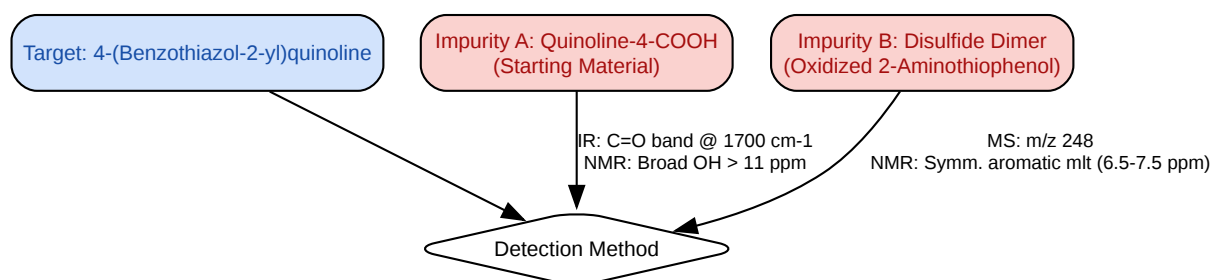 Target: 4-(Benzothiazol-2-yl)quinoline
Impurity A: Quinoline-4-COOH
(Starting Material)
Impurity B: Disulfide Dimer
(Oxidized 2-Aminothiophenol)
IR: C=O band @ 1700 cm-1
NMR: Broad OH > 11 ppm
MS: m/z 248
NMR: Symm. aromatic mlt (6.5-7.5 ppm)
Detection Method